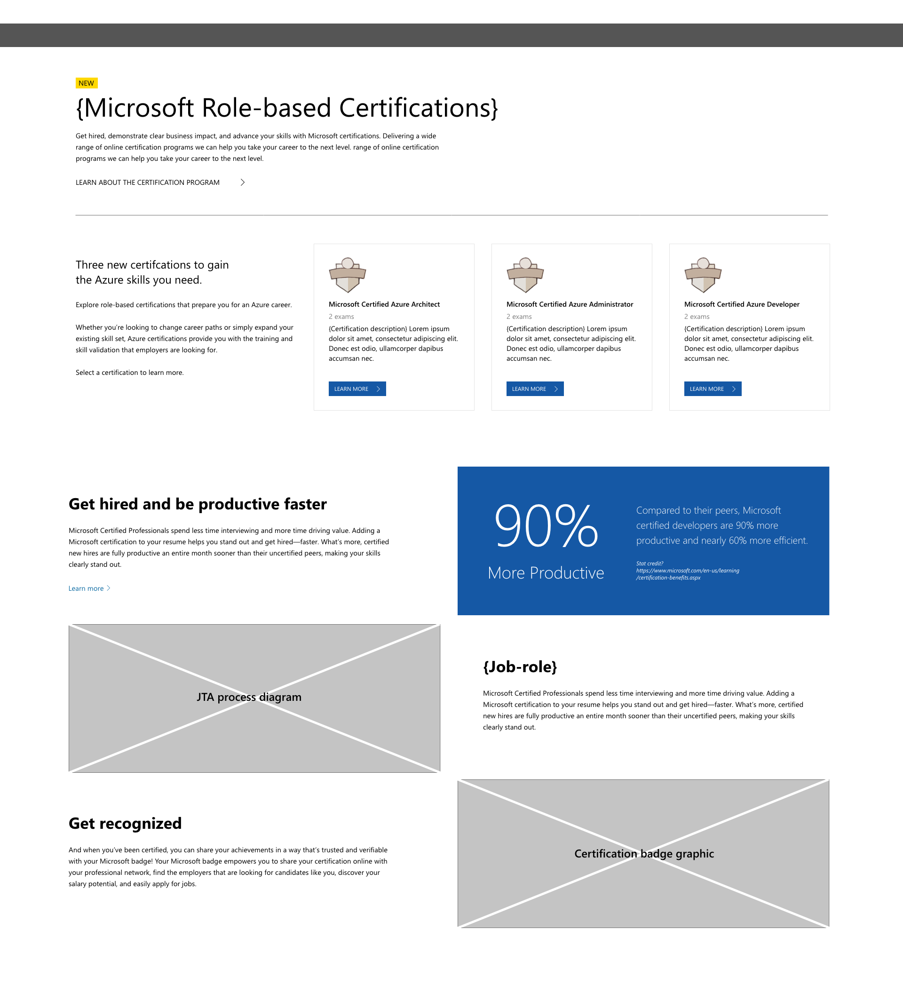 NEW
{Microsoft Role-based Certifications}
Get hired, demonstrate clear business impact, and advance your skills with Microsoft certifications. Delivering a wide
range of online certification programs we can help you take your career to the next level. range of online certification
programs we can help you take your career to the next level.
LEARN ABOUT THE CERTIFICATION PROGRAM
Three new certifcations to gain
the Azure skills you need.
Explore role-based certifications that prepare you for an Azure career.
Whether you’re looking to change career paths or simply expand your
existing skill set, Azure certifications provide you with the training and
skill validation that employers are looking for.
Select a certification to learn more.
Microsoft Certified Azure Architect
2 exams
{Certification description} Lorem ipsum
dolor sit amet, consectetur adipiscing elit.
Donec est odio, ullamcorper dapibus
accumsan nec.
LEARN MORE
Microsoft Certified Azure Administrator
2 exams
{Certification description} Lorem ipsum
dolor sit amet, consectetur adipiscing elit.
Donec est odio, ullamcorper dapibus
accumsan nec.
LEARN MORE
Microsoft Certified Azure Developer
2 exams
{Certification description} Lorem ipsum
dolor sit amet, consectetur adipiscing elit.
Donec est odio, ullamcorper dapibus
accumsan nec.
LEARN MORE
Get hired and be productive faster
Microsoft Certified Professionals spend less time interviewing and more time driving value. Adding a
Microsoft certification to your resume helps you stand out and get hired—faster. What’s more, certified
new hires are fully productive an entire month sooner than their uncertified peers, making your skills
clearly stand out.
Learn more
90%
More Productive
Compared to their peers, Microsoft
certified developers are 90% more
productive and nearly 60% more efficient.
Stat credit?
https://www.microsoft.com/en-us/learning
/certification-benefits.aspx
JTA process diagram
{Job-role}
Microsoft Certified Professionals spend less time interviewing and more time driving value. Adding a
Microsoft certification to your resume helps you stand out and get hired—faster. What’s more, certified
new hires are fully productive an entire month sooner than their uncertified peers, making your skills
clearly stand out.
Get recognized
And when you’ve been certified, you can share your achievements in a way that’s trusted and verifiable
with your Microsoft badge! Your Microsoft badge empowers you to share your certification online with
your professional network, find the employers that are looking for candidates like you, discover your
salary potential, and easily apply for jobs.
Certification badge graphic